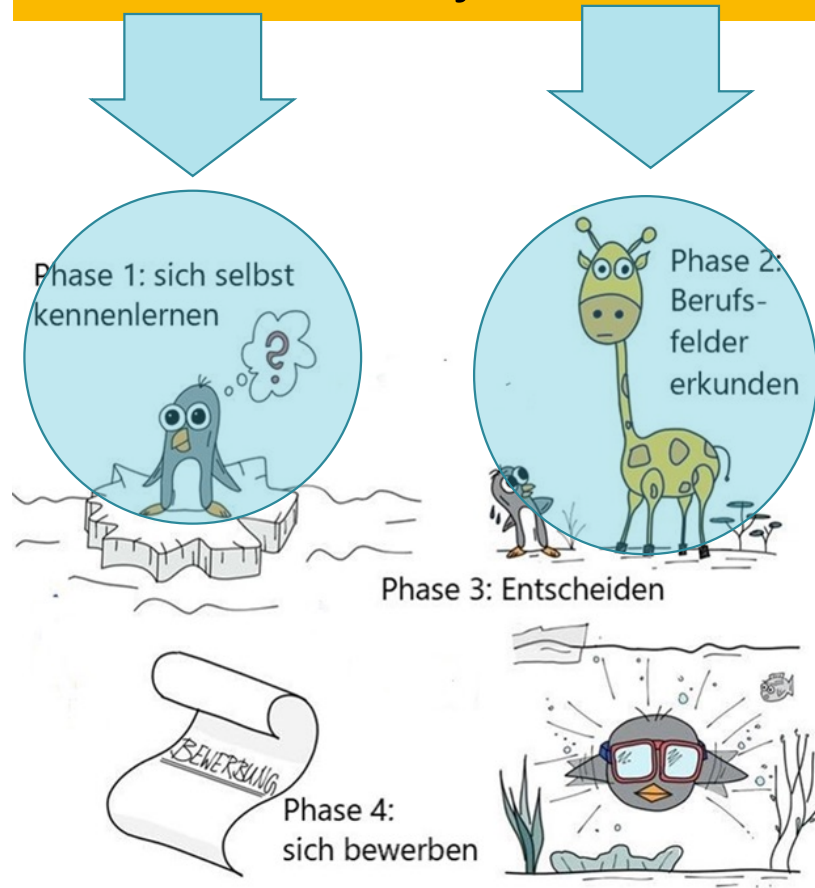 Phase 1: sich selbst
kennenlernen
?
Phase 2:
Berufs-
felder
erkunden
Phase 3: Entscheiden
BEWERBUNG
Phase 4:
sich bewerben